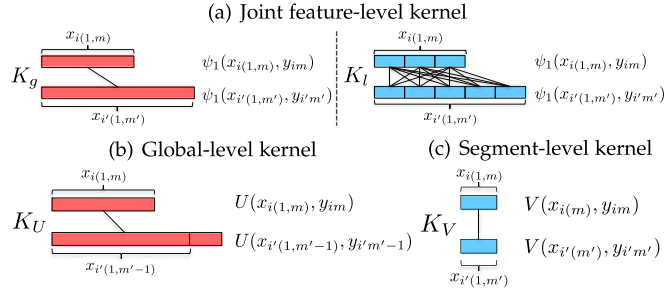 (a) Joint feature-level kernel
x_{i(1,m)}
K_g
ψ_1(x_{i(1,m)}, y_{im})
ψ_1(x_{i'(1,m')}, y_{i'm'})
x_{i'(1,m')}
x_{i(1,m)}
K_l
ψ_1(x_{i(1,m)}, y_{im})
ψ_1(x_{i'(1,m')}, y_{i'm'})
x_{i'(1,m')}
(b) Global-level kernel
x_{i(1,m)}
K_U
U(x_{i(1,m)}, y_{im})
U(x_{i'(1,m'-1)}, y_{i'm'-1})
x_{i'(1,m'-1)}
(c) Segment-level kernel
x_{i(1,m)}
K_V
V(x_{i(m)}, y_{im})
V(x_{i'(m')}, y_{i'm'})
x_{i'(1,m')}